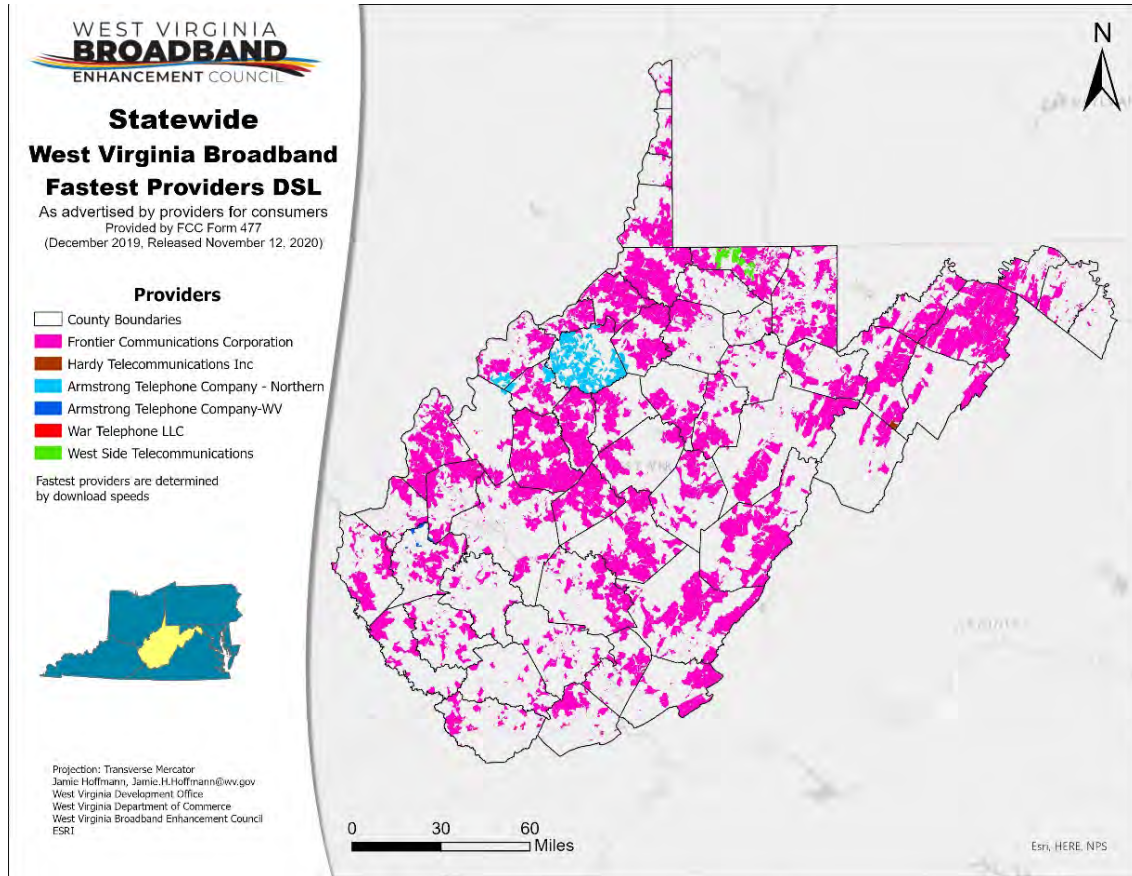 WEST VIRGINIA
BROADBAND
ENHANCEMENT COUNCIL
Statewide
West Virginia Broadband
Fastest Providers DSL
As advertised by providers for consumers
Provided by FCC Form 477
(December 2019, Released November 12, 2020)
Providers
County Boundaries
Frontier Communications Corporation
Hardy Telecommunications Inc
Armstrong Telephone Company - Northern
Armstrong Telephone Company-WV
War Telephone LLC
West Side Telecommunications
Fastest providers are determined
by download speeds
Projection: Transverse Mercator
Jamie Hoffmann, Jamie.H.Hoffmann@wv.gov
West Virginia Development Office
West Virginia Department of Commerce
West Virginia Broadband Enhancement Council
ESRI
N
0 30 60
Miles
Esri, HERE, NPS